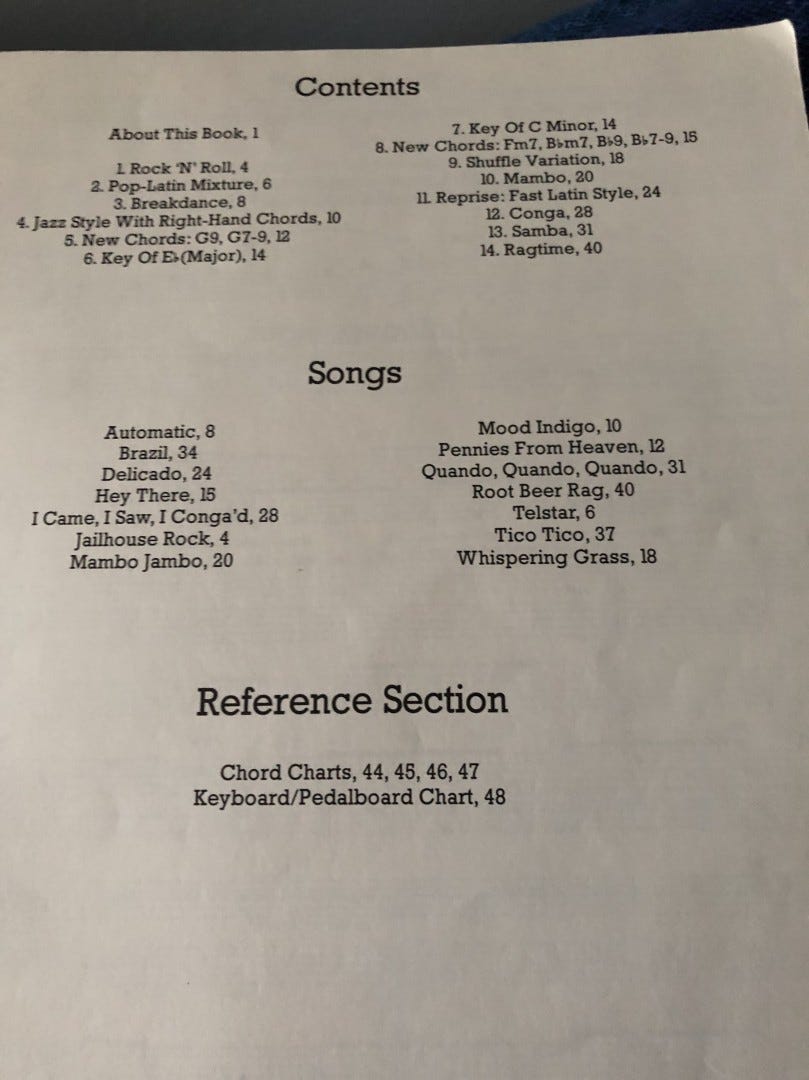 Contents
About This Book, 1
1. Rock 'N' Roll, 4
2. Pop-Latin Mixture, 6
3. Breakdance, 8
4. Jazz Style With Right-Hand Chords, 10
5. New Chords: G9, G7-9, 12
6. Key Of E♭(Major), 14
7. Key Of C Minor, 14
8. New Chords: Fm7, B♭m7, B♭9, B♭7-9, 15
9. Shuffle Variation, 18
10. Mambo, 20
11. Reprise: Fast Latin Style, 24
12. Conga, 28
13. Samba, 31
14. Ragtime, 40
Songs
Automatic, 8
Brazil, 34
Delicado, 24
Hey There, 15
I Came, I Saw, I Conga'd, 28
Jailhouse Rock, 4
Mambo Jambo, 20
Mood Indigo, 10
Pennies From Heaven, 12
Quando, Quando, Quando, 31
Root Beer Rag, 40
Telstar, 6
Tico Tico, 37
Whispering Grass, 18
Reference Section
Chord Charts, 44, 45, 46, 47
Keyboard/Pedalboard Chart, 48